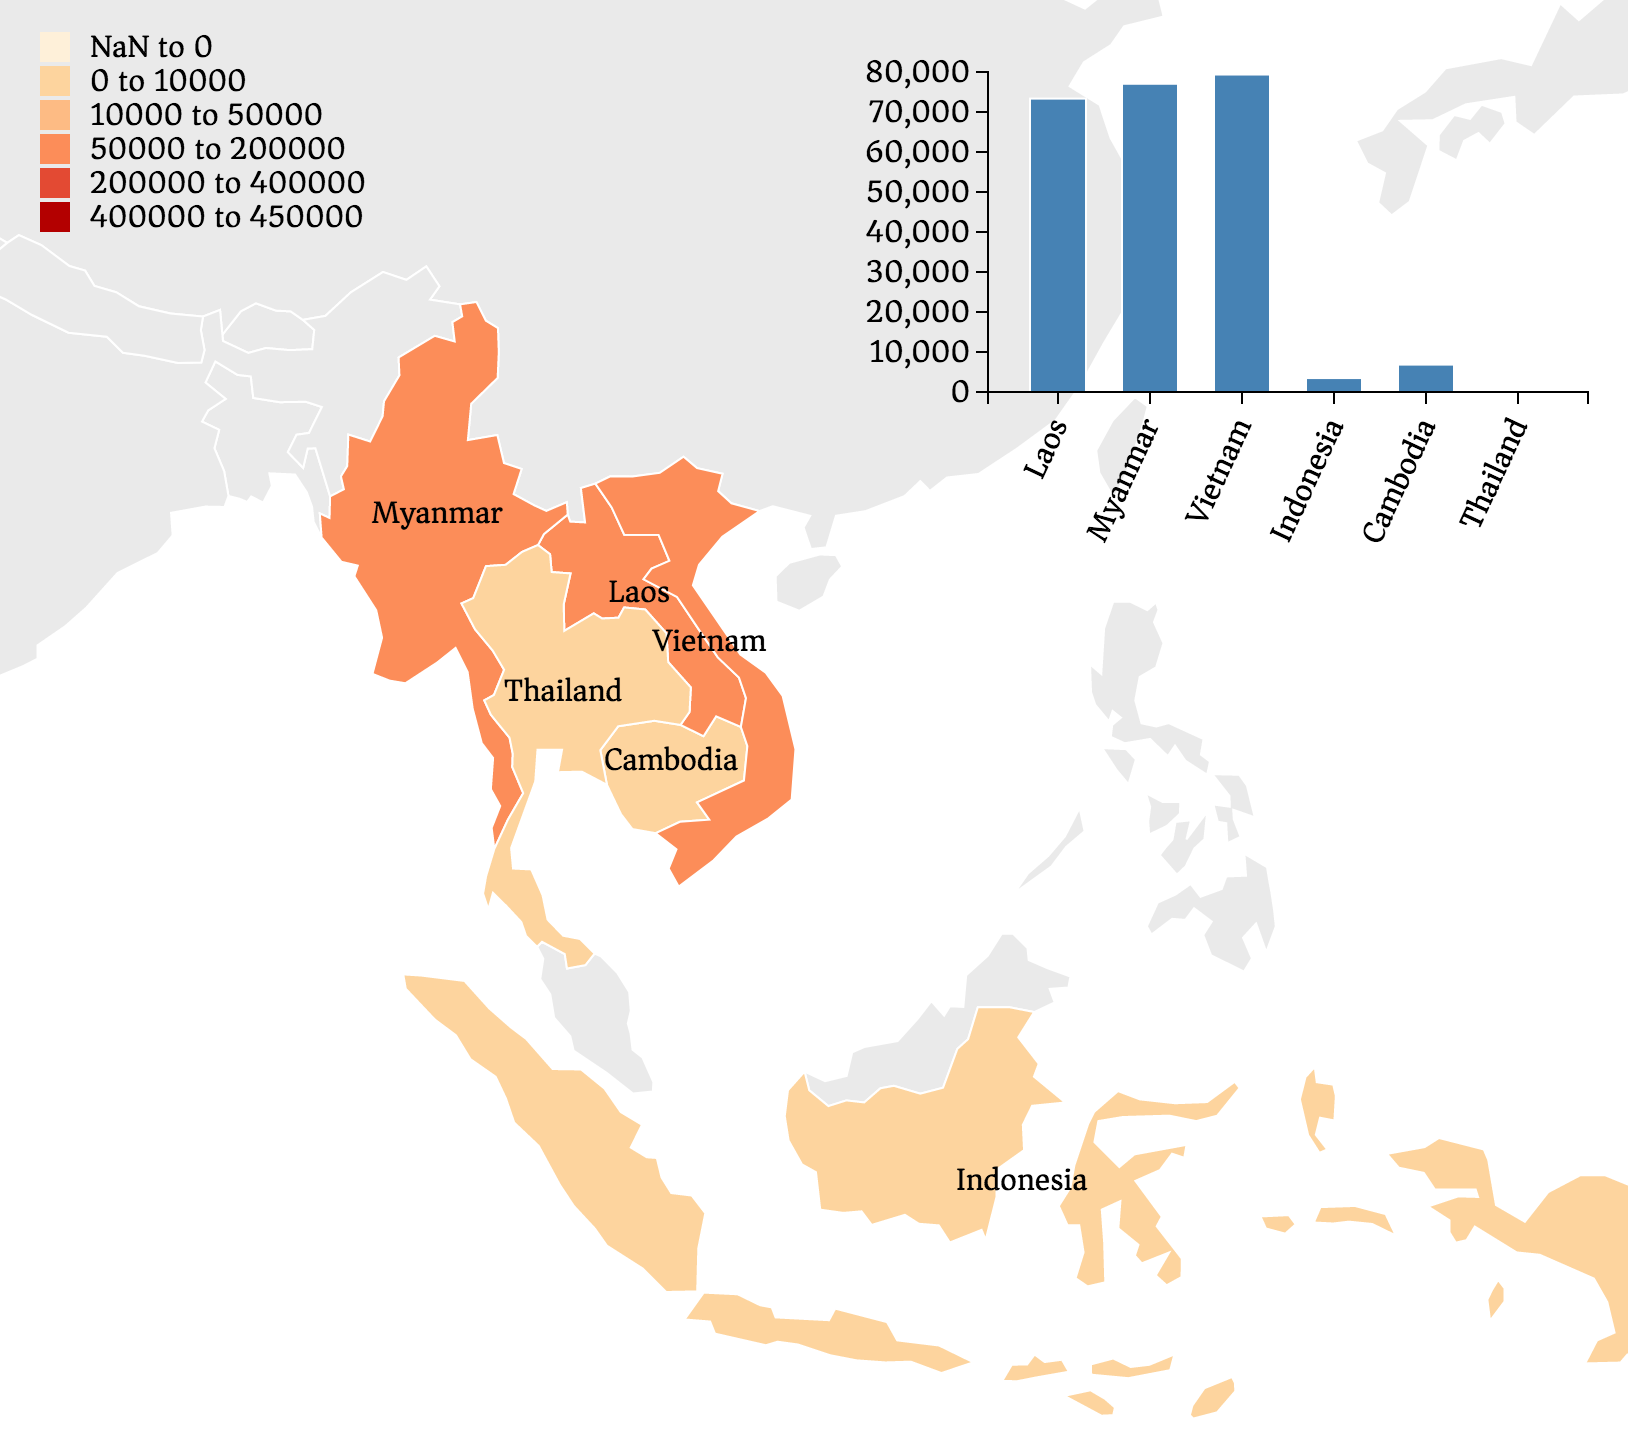 NaN to 0
0 to 10000
10000 to 50000
50000 to 200000
200000 to 400000
400000 to 450000
80,000
70,000
60,000
50,000
40,000
30,000
20,000
10,000
0
Laos
Myanmar
Vietnam
Indonesia
Cambodia
Thailand
Myanmar
Laos
Vietnam
Thailand
Cambodia
Indonesia